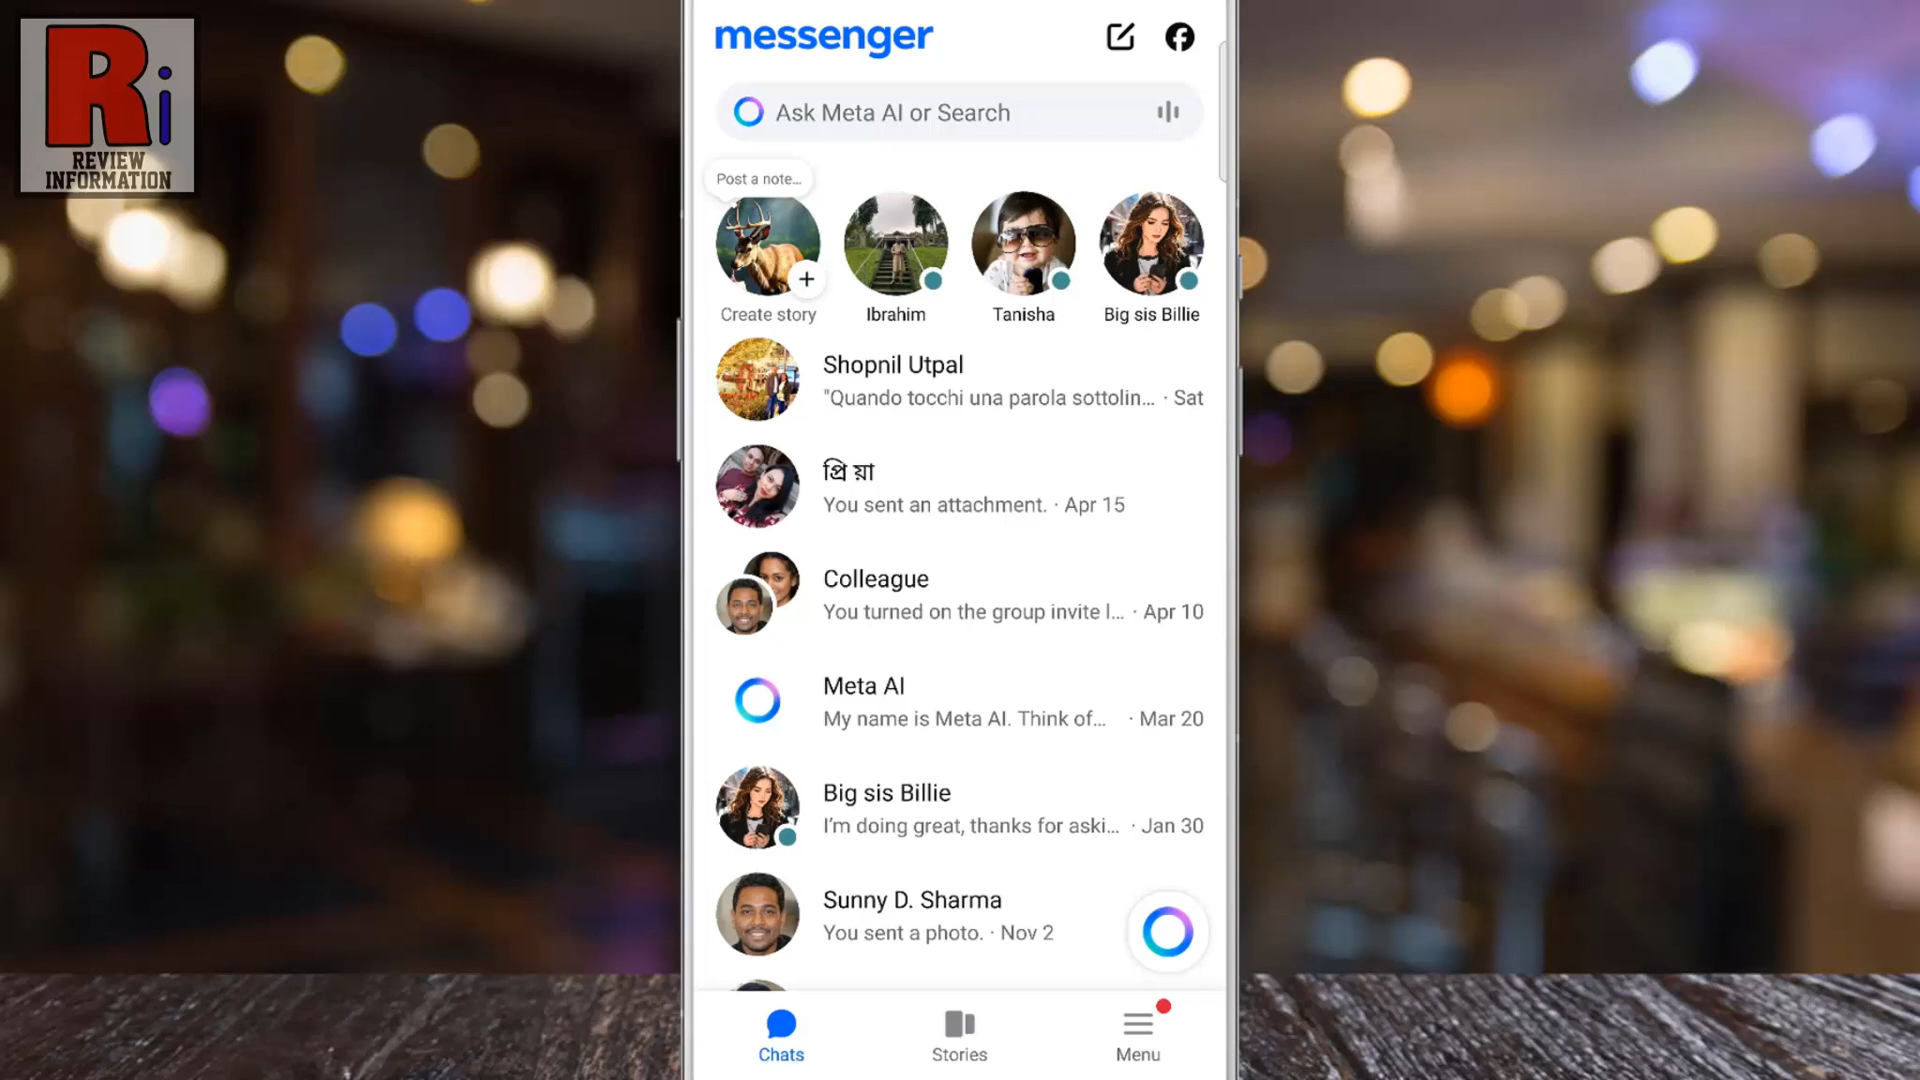 Ri
REVIEW
INFORMATION
messenger
Ask Meta AI or Search
Post a note...
Create story
Ibrahim
Tanisha
Big sis Billie
Shopnil Utpal
"Quando tocchi una parola sottolin... · Sat
প্রি য়া
You sent an attachment. · Apr 15
Colleague
You turned on the group invite l... · Apr 10
Meta AI
My name is Meta AI. Think of... · Mar 20
Big sis Billie
I'm doing great, thanks for aski... · Jan 30
Sunny D. Sharma
You sent a photo. · Nov 2
Chats
Stories
Menu